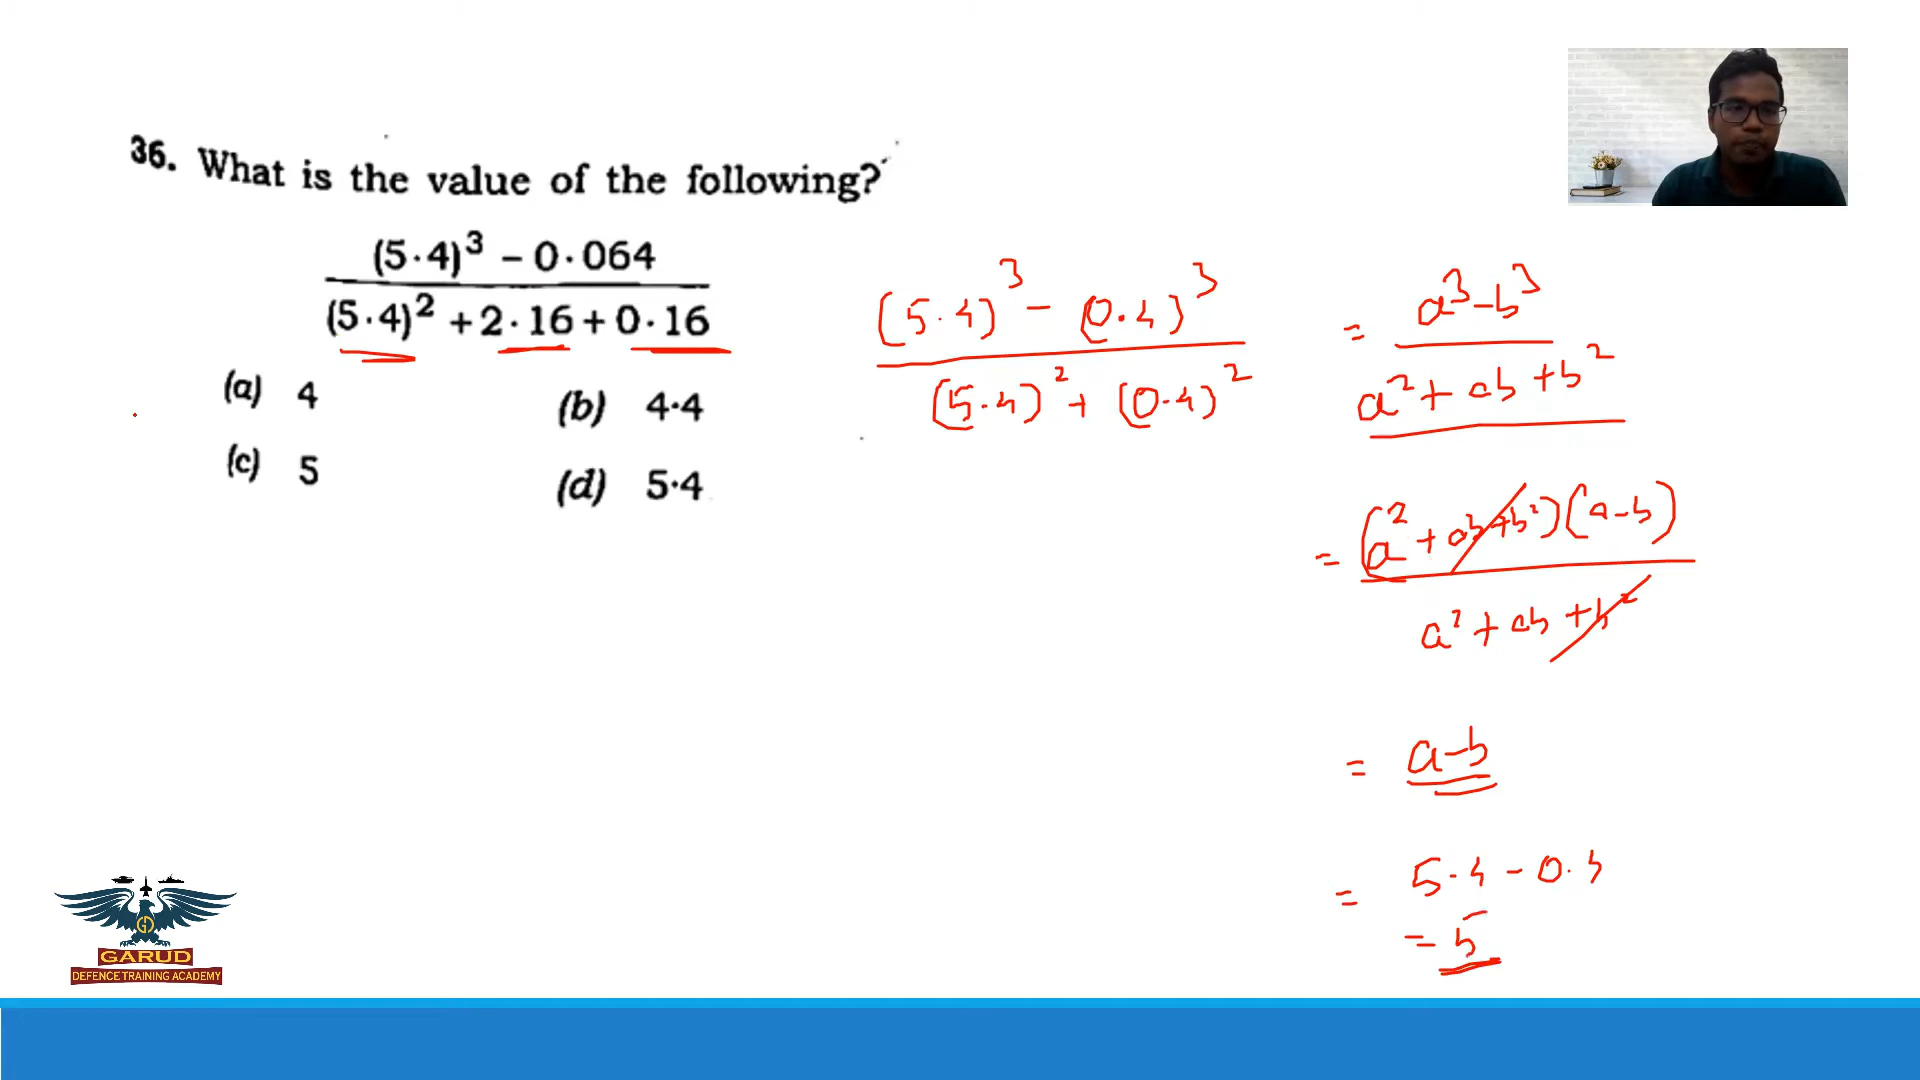 36. What is the value of the following?
(5·4)³ − 0·064
(5·4)² + 2·16 + 0·16
(a) 4
(b) 4·4
(c) 5
(d) 5·4
(5.4)³ − (0.4)³
(5.4)² + (0.4)²
= a³−b³
a²+ ab +b²
= (a² + ab +b²)(a−b)
a² + ab +b²
= a−b
= 5.4 − 0.4
= 5
GARUD
DEFENCE TRAINING ACADEMY